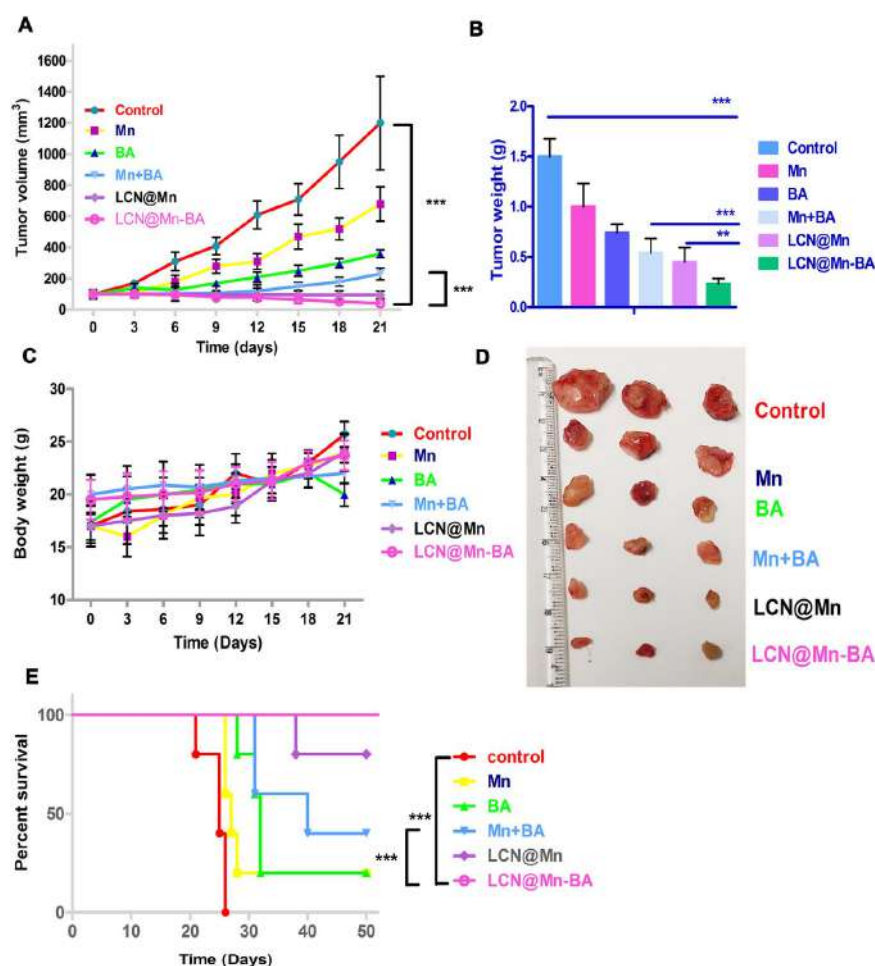 A
Tumor volume (mm³)
1600
1400
1200
1000
800
600
400
200
0
0 3 6 9 12 15 18 21
Time (days)
Control
Mn
BA
Mn+BA
LCN@Mn
LCN@Mn-BA
***
***
B
Tumor weight (g)
2.0
1.5
1.0
0.5
0.0
***
***
**
Control
Mn
BA
Mn+BA
LCN@Mn
LCN@Mn-BA
C
Body weight (g)
30
25
20
15
10
0 3 6 9 12 15 18 21
Time (Days)
Control
Mn
BA
Mn+BA
LCN@Mn
LCN@Mn-BA
D
Control
Mn
BA
Mn+BA
LCN@Mn
LCN@Mn-BA
E
Percent survival
100
50
0
0 10 20 30 40 50
Time (Days)
***
***
control
Mn
BA
Mn+BA
LCN@Mn
LCN@Mn-BA